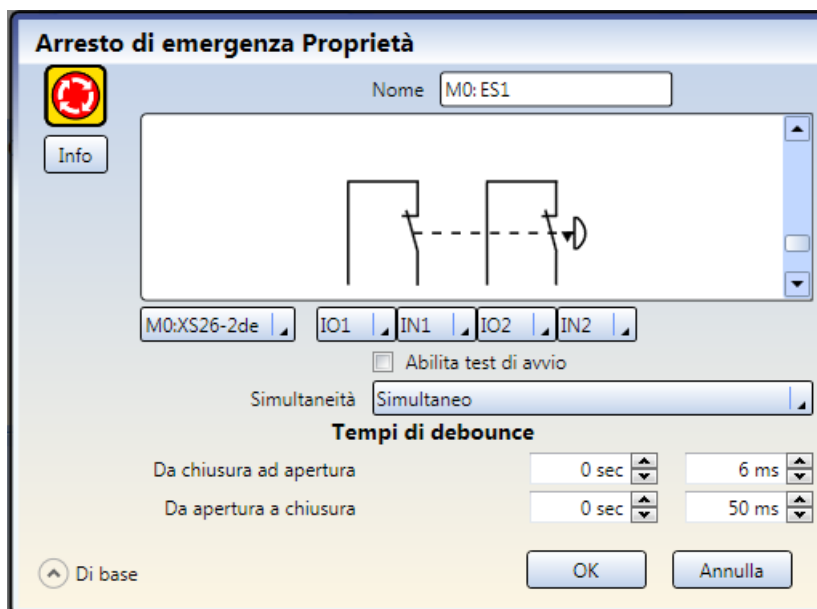 Arresto di emergenza Proprietà
Nome M0: ES1
Info
M0:XS26-2de IO1 IN1 IO2 IN2
Abilita test di avvio
Simultaneità Simultaneo
Tempi di debounce
Da chiusura ad apertura 0 sec 6 ms
Da apertura a chiusura 0 sec 50 ms
Di base OK Annulla